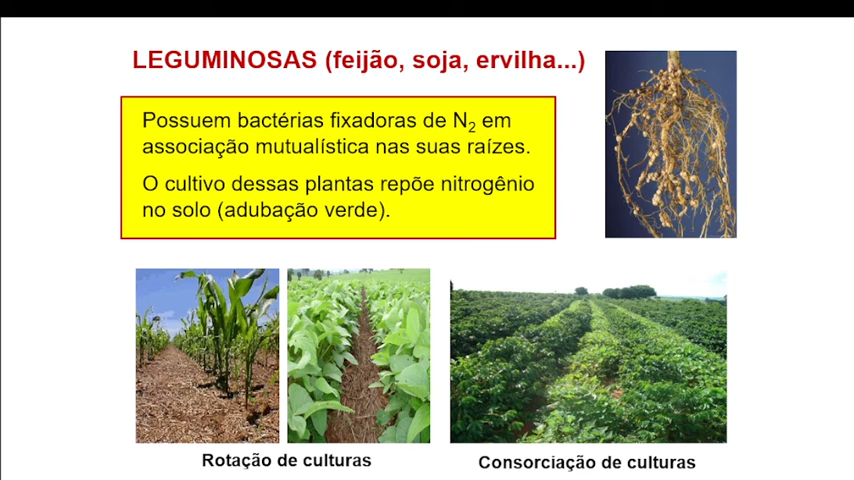 LEGUMINOSAS (feijão, soja, ervilha...)
Possuem bactérias fixadoras de N₂ em
associação mutualística nas suas raízes.
O cultivo dessas plantas repõe nitrogênio
no solo (adubação verde).
Rotação de culturas
Consorciação de culturas